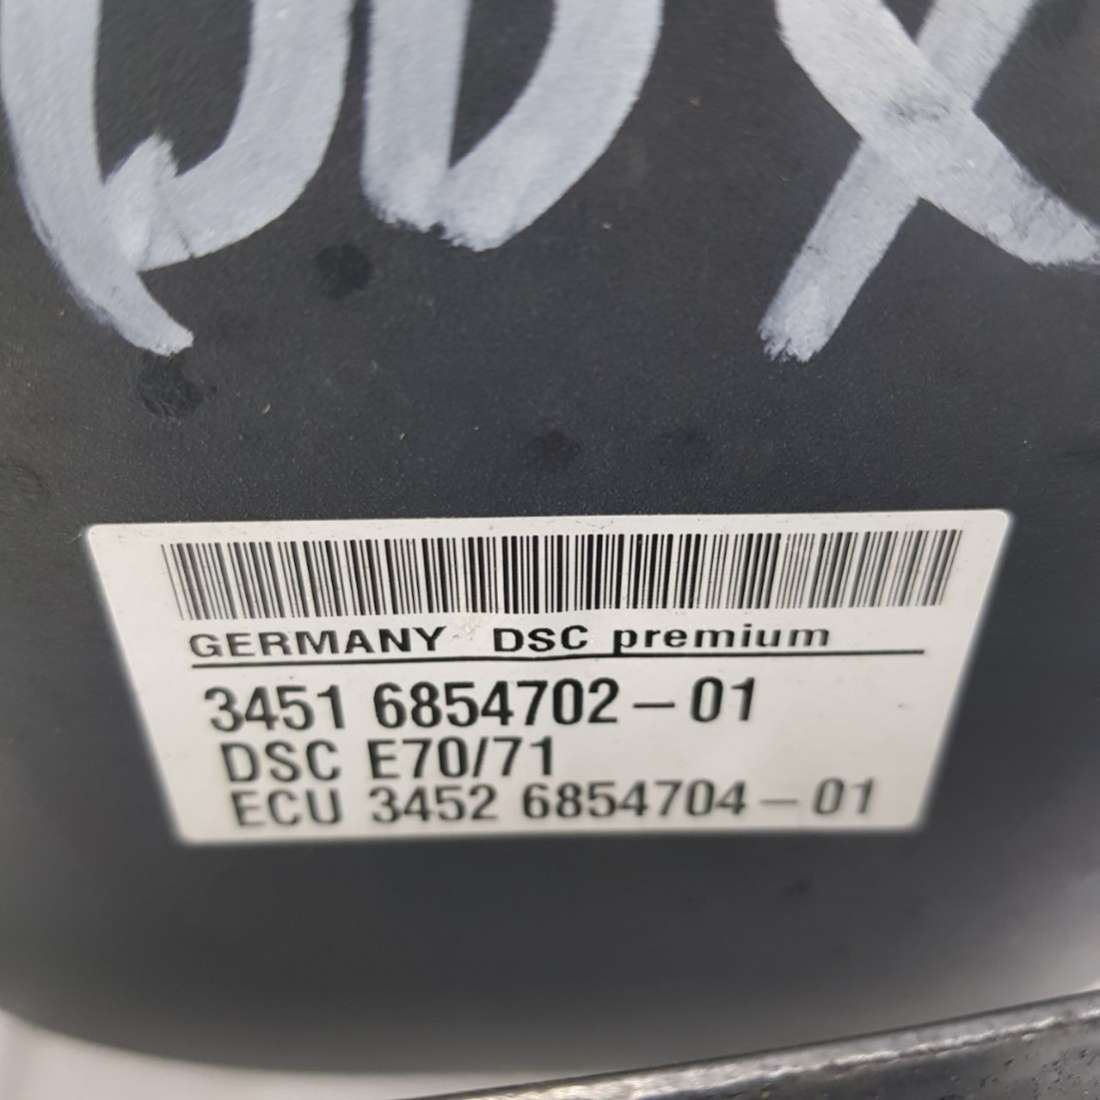 GERMANY DSC premium
3451 6854702-01
DSC E70/71
ECU 3452 6854704-01